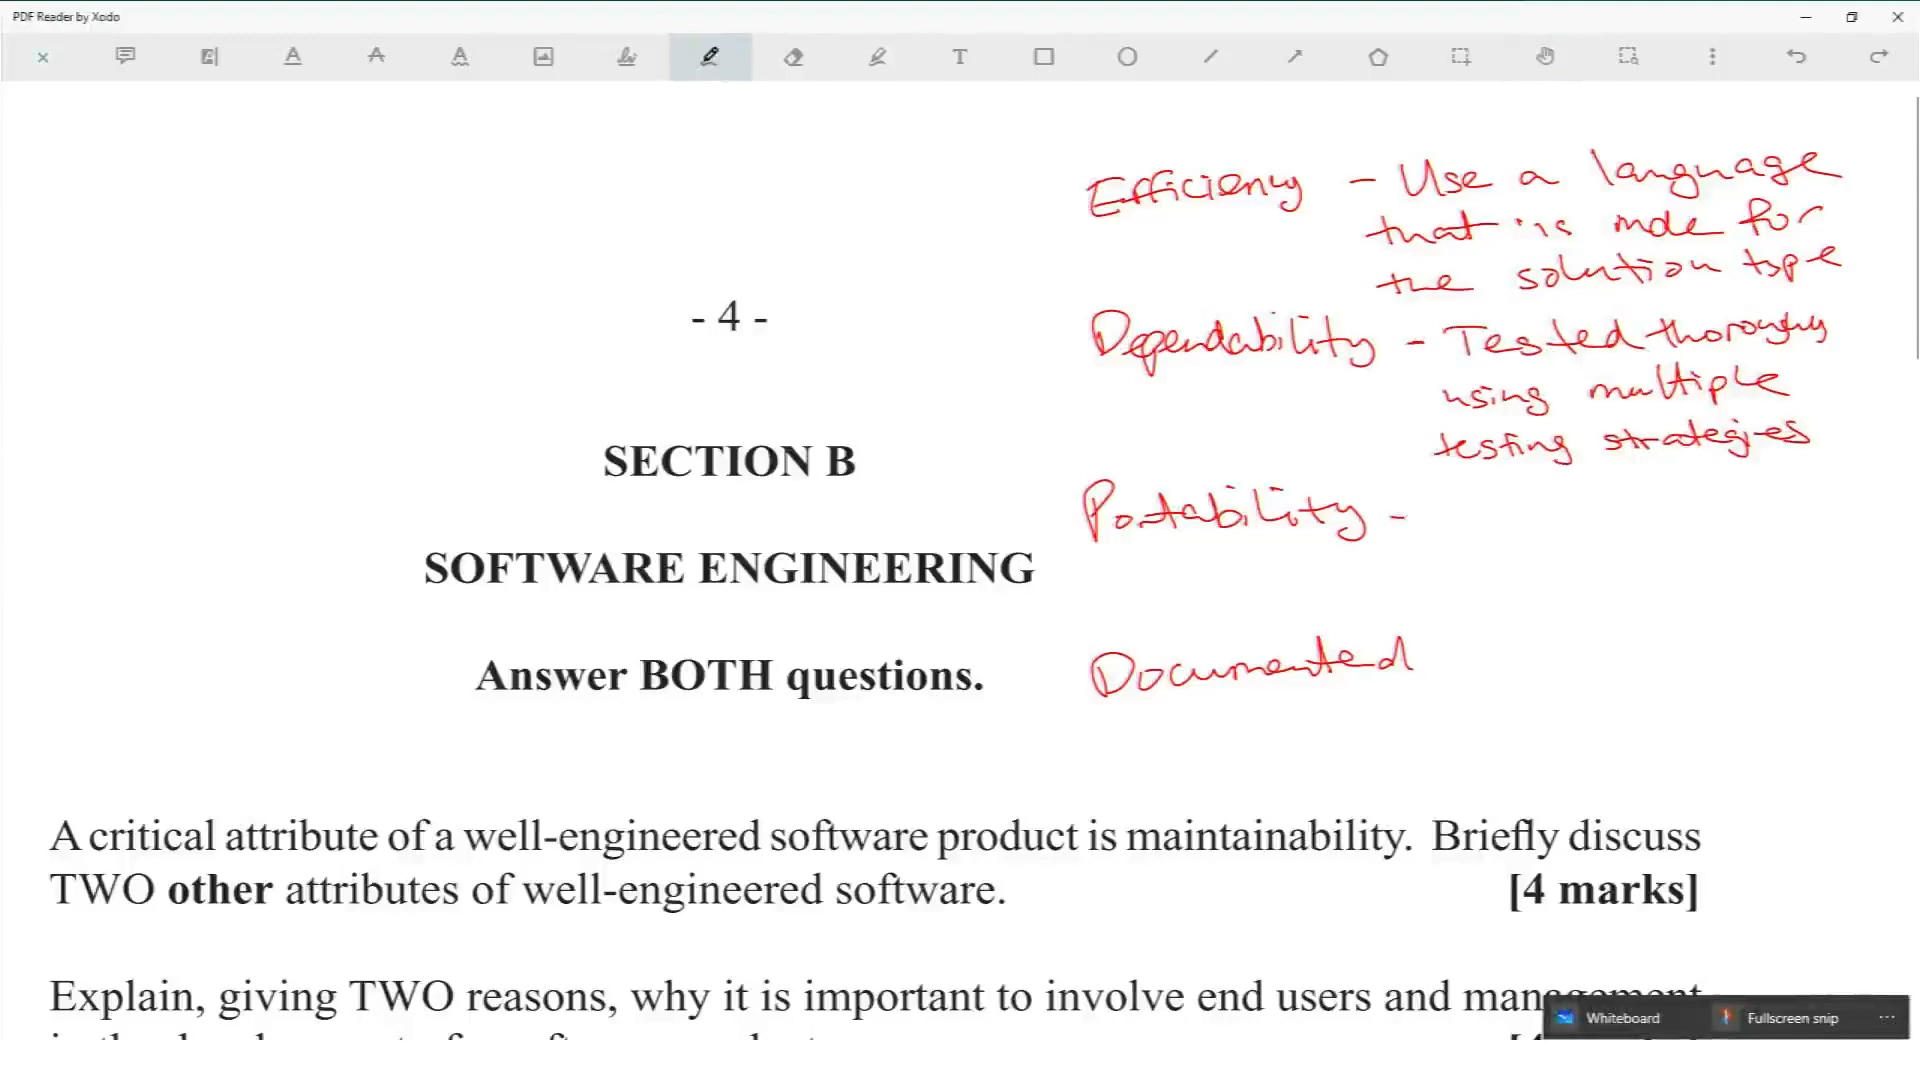 PDF Reader by Xodo
Efficieny - Use a language
that is made for
the solution type
- 4 -
Dependability - Tested thoroughly
using multiple
testing strategies
SECTION B
Portability -
SOFTWARE ENGINEERING
Answer BOTH questions.
Documented
A critical attribute of a well-engineered software product is maintainability. Briefly discuss
TWO other attributes of well-engineered software. [4 marks]
Explain, giving TWO reasons, why it is important to involve end users and management
Whiteboard Fullscreen snip